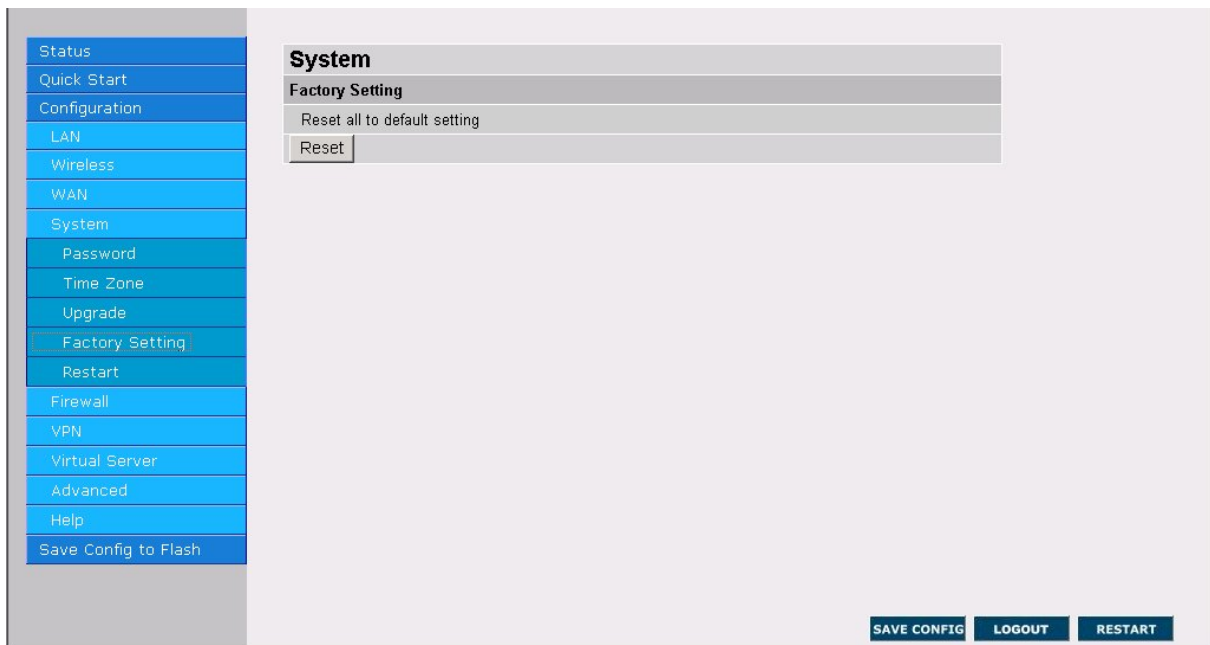 Status
Quick Start
Configuration
LAN
Wireless
WAN
System
Password
Time Zone
Upgrade
Factory Setting
Restart
Firewall
VPN
Virtual Server
Advanced
Help
Save Config to Flash
System
Factory Setting
Reset all to default setting
Reset
SAVE CONFIG LOGOUT RESTART